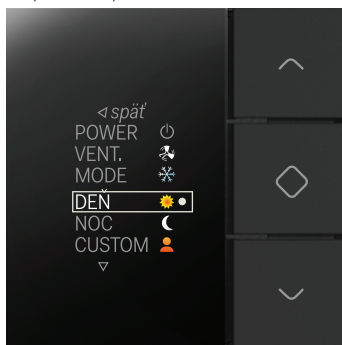 späť
POWER
VENT.
MODE
DEŇ
NOC
CUSTOM